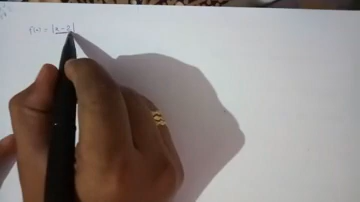 f(x) = |x-2|